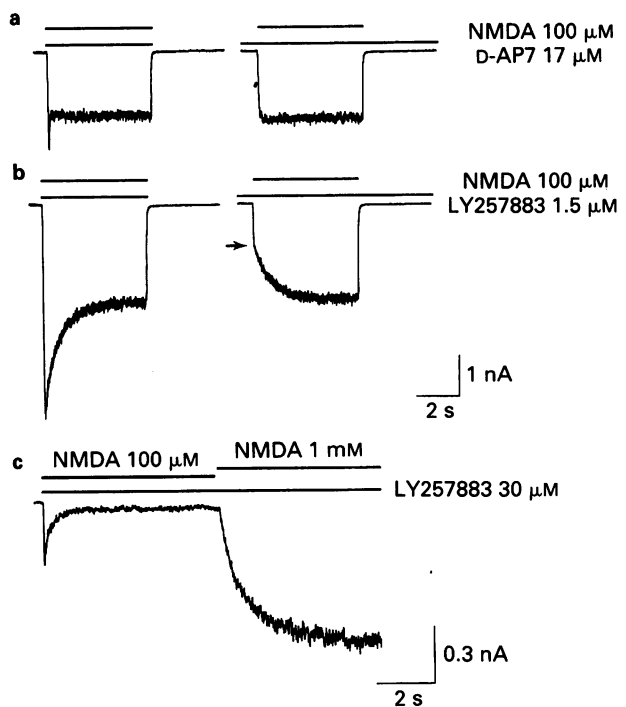 a
NMDA 100 μM
D-AP7 17 μM
b
NMDA 100 μM
LY257883 1.5 μM
1 nA
2 s
c
NMDA 100 μM
NMDA 1 mM
LY257883 30 μM
0.3 nA
2 s